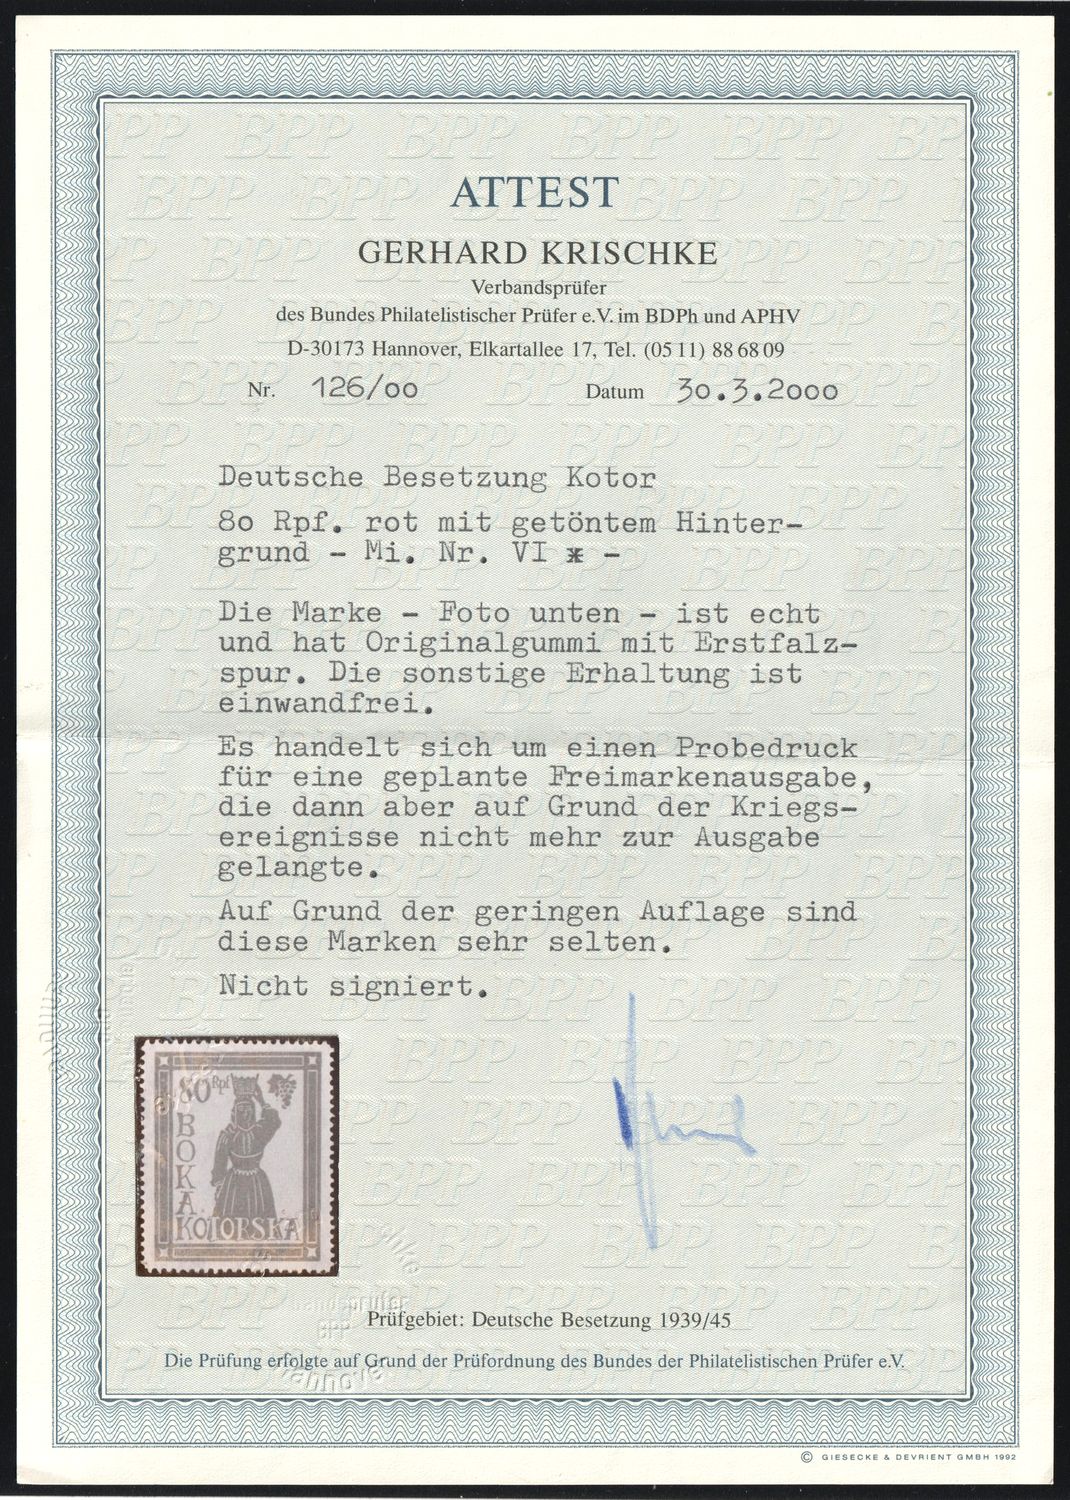 ATTEST
GERHARD KRISCHKE
Verbandsprüfer
des Bundes Philatelistischer Prüfer e.V. im BDPh und APHV
D-30173 Hannover, Elkartallee 17, Tel. (05 11) 88 68 09
Nr. 126/00 Datum 30.3.2000
Deutsche Besetzung Kotor
80 Rpf. rot mit getöntem Hinter-
grund - Mi. Nr. VI * -
Die Marke - Foto unten - ist echt
und hat Originalgummi mit Erstfalz-
spur. Die sonstige Erhaltung ist
einwandfrei.
Es handelt sich um einen Probedruck
für eine geplante Freimarkenausgabe,
die dann aber auf Grund der Kriegs-
ereignisse nicht mehr zur Ausgabe
gelangte.
Auf Grund der geringen Auflage sind
diese Marken sehr selten.
Nicht signiert.
80 Rpf
BOKA
KOTORSKA
Prüfgebiet: Deutsche Besetzung 1939/45
Die Prüfung erfolgte auf Grund der Prüfordnung des Bundes der Philatelistischen Prüfer e.V.
© GIESECKE & DEVRIENT GMBH 1992